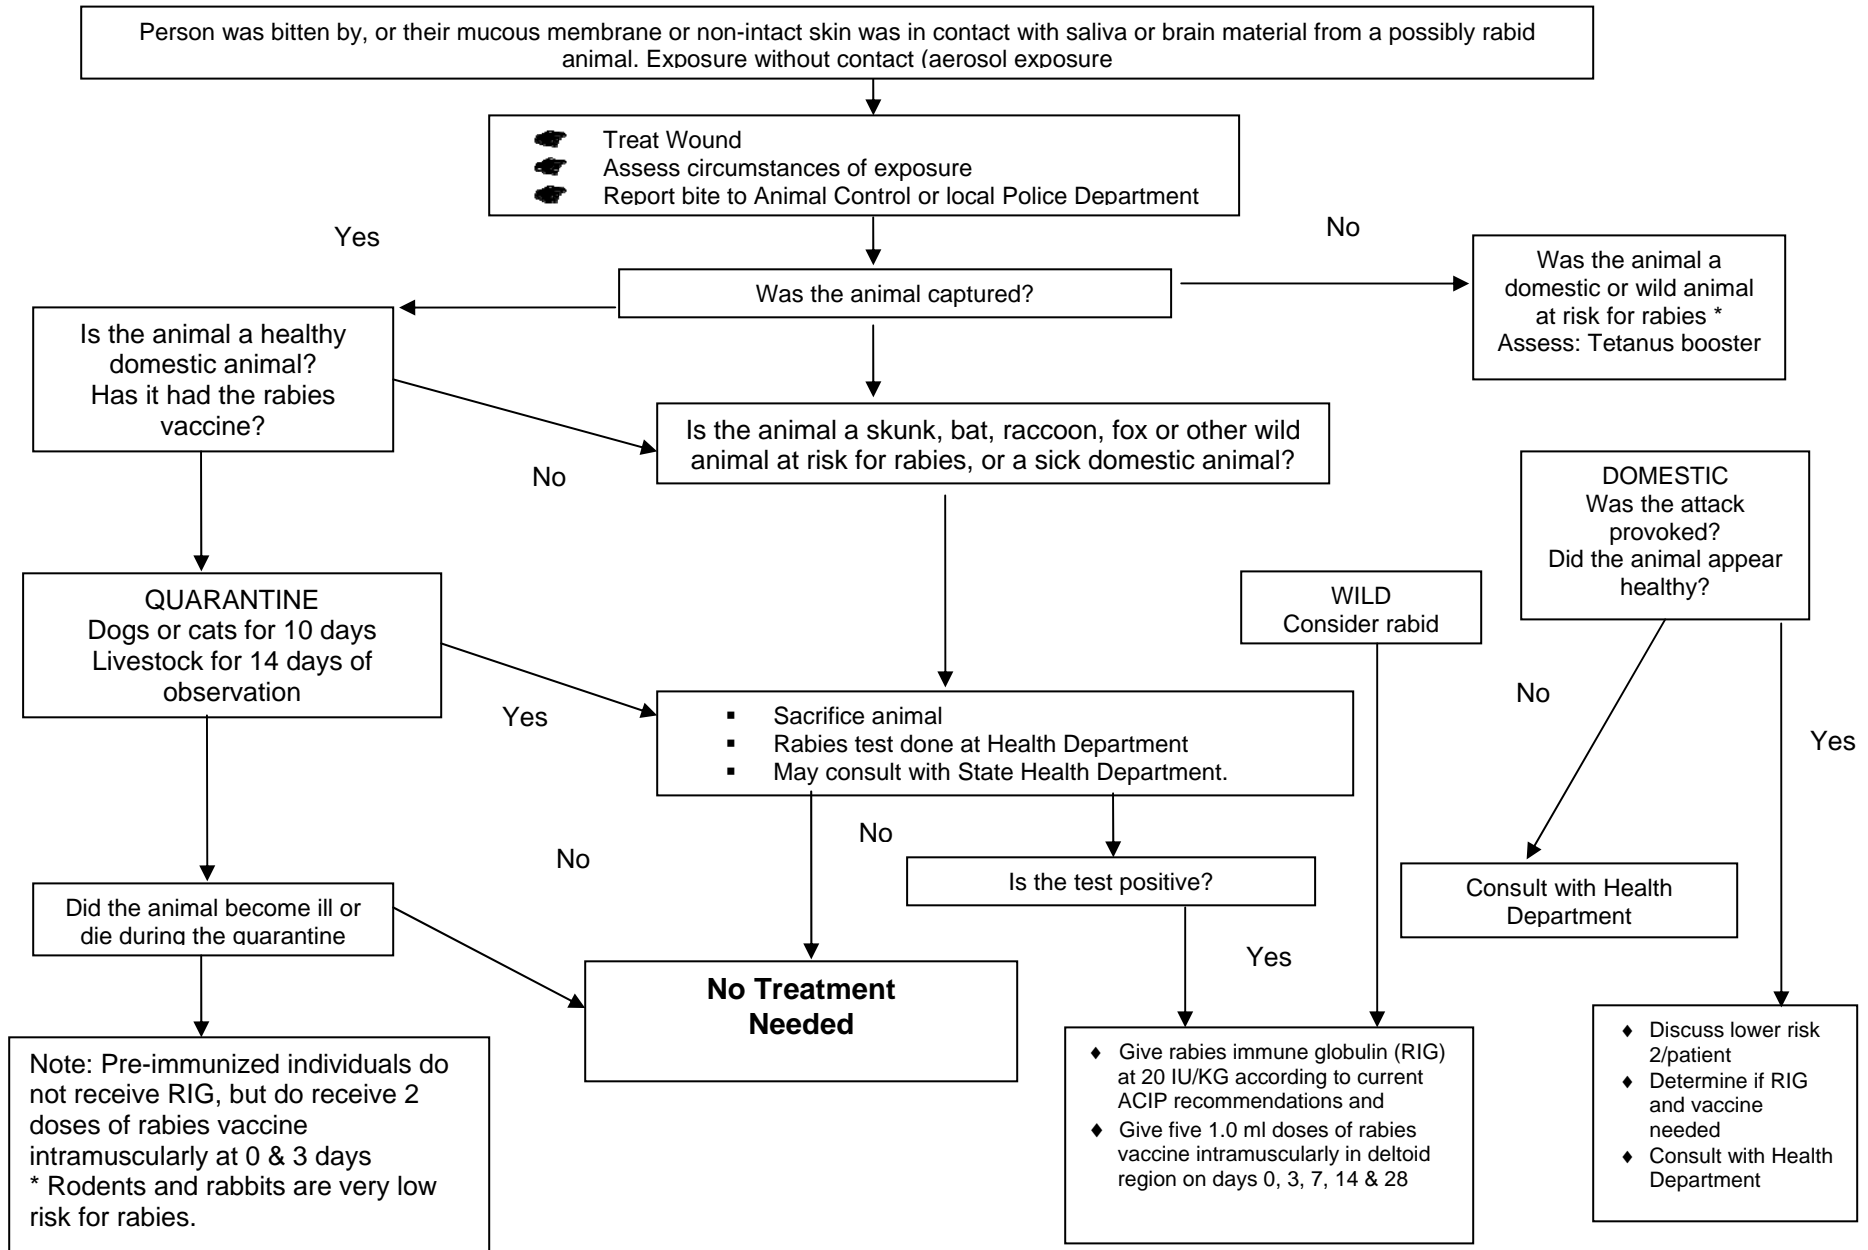 Person was bitten by, or their mucous membrane or non-intact skin was in contact with saliva or brain material from a possibly rabid
animal. Exposure without contact (aerosol exposure
Treat Wound
Assess circumstances of exposure
Report bite to Animal Control or local Police Department
Yes
No
Was the animal captured?
Was the animal a
domestic or wild animal
at risk for rabies *
Assess: Tetanus booster
Is the animal a healthy
domestic animal?
Has it had the rabies
vaccine?
No
Is the animal a skunk, bat, raccoon, fox or other wild
animal at risk for rabies, or a sick domestic animal?
DOMESTIC
Was the attack
provoked?
Did the animal appear
healthy?
WILD
Consider rabid
QUARANTINE
Dogs or cats for 10 days
Livestock for 14 days of
observation
Yes
▪ Sacrifice animal
▪ Rabies test done at Health Department
▪ May consult with State Health Department.
No
Yes
No
No
Is the test positive?
Consult with Health
Department
Did the animal become ill or
die during the quarantine
Yes
No Treatment
Needed
Note: Pre-immunized individuals do
not receive RIG, but do receive 2
doses of rabies vaccine
intramuscularly at 0 & 3 days
* Rodents and rabbits are very low
risk for rabies.
♦ Give rabies immune globulin (RIG)
at 20 IU/KG according to current
ACIP recommendations and
♦ Give five 1.0 ml doses of rabies
vaccine intramuscularly in deltoid
region on days 0, 3, 7, 14 & 28
♦ Discuss lower risk
2/patient
♦ Determine if RIG
and vaccine
needed
♦ Consult with Health
Department